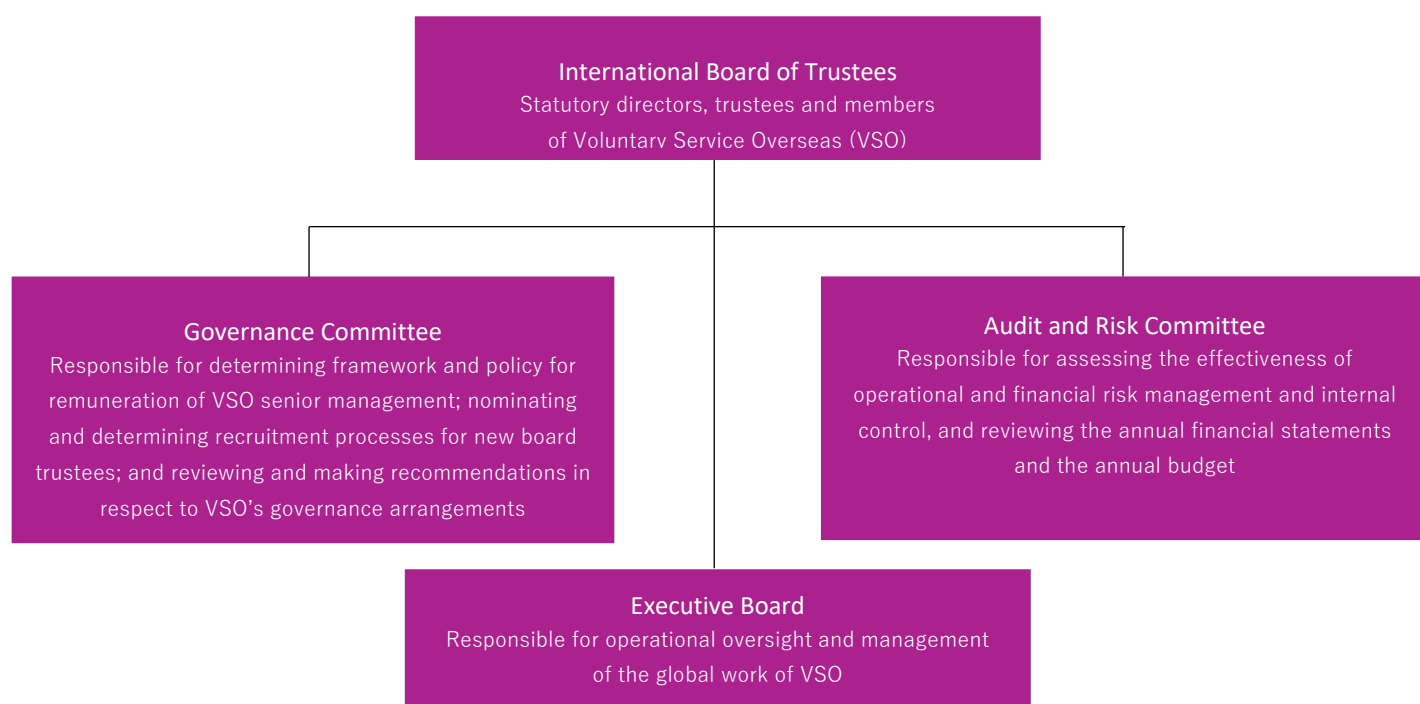 International Board of Trustees
Statutory directors, trustees and members
of Voluntary Service Overseas (VSO)
Governance Committee
Responsible for determining framework and policy for
remuneration of VSO senior management; nominating
and determining recruitment processes for new board
trustees; and reviewing and making recommendations in
respect to VSO’s governance arrangements
Audit and Risk Committee
Responsible for assessing the effectiveness of
operational and financial risk management and internal
control, and reviewing the annual financial statements
and the annual budget
Executive Board
Responsible for operational oversight and management
of the global work of VSO